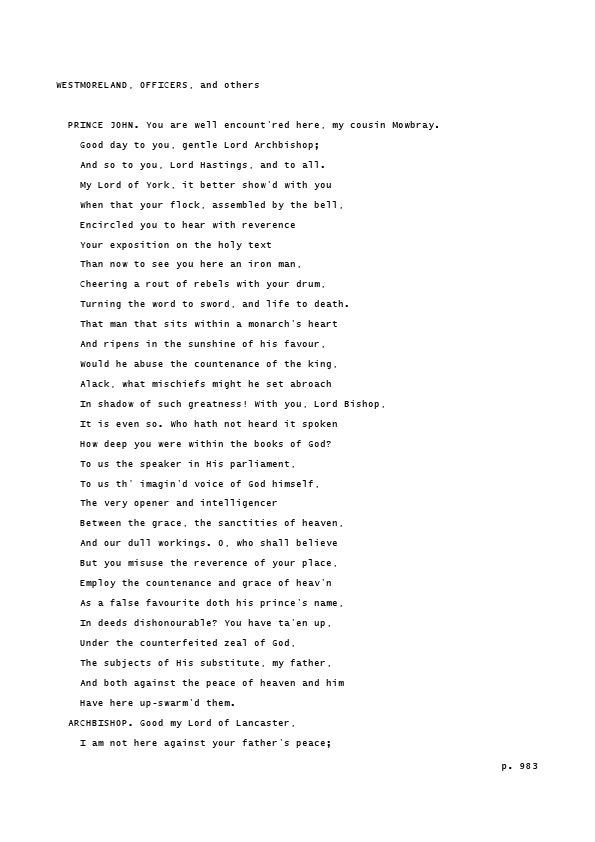 WESTMORELAND, OFFICERS, and others
PRINCE JOHN. You are well encount'red here, my cousin Mowbray.
Good day to you, gentle Lord Archbishop;
And so to you, Lord Hastings, and to all.
My Lord of York, it better show'd with you
When that your flock, assembled by the bell,
Encircled you to hear with reverence
Your exposition on the holy text
Than now to see you here an iron man,
Cheering a rout of rebels with your drum,
Turning the word to sword, and life to death.
That man that sits within a monarch's heart
And ripens in the sunshine of his favour,
Would he abuse the countenance of the king,
Alack, what mischiefs might he set abroach
In shadow of such greatness! With you, Lord Bishop,
It is even so. Who hath not heard it spoken
How deep you were within the books of God?
To us the speaker in His parliament,
To us th' imagin'd voice of God himself,
The very opener and intelligencer
Between the grace, the sanctities of heaven,
And our dull workings. O, who shall believe
But you misuse the reverence of your place,
Employ the countenance and grace of heav'n
As a false favourite doth his prince's name,
In deeds dishonourable? You have ta'en up,
Under the counterfeited zeal of God,
The subjects of His substitute, my father,
And both against the peace of heaven and him
Have here up-swarm'd them.
ARCHBISHOP. Good my Lord of Lancaster,
I am not here against your father's peace;
p. 983